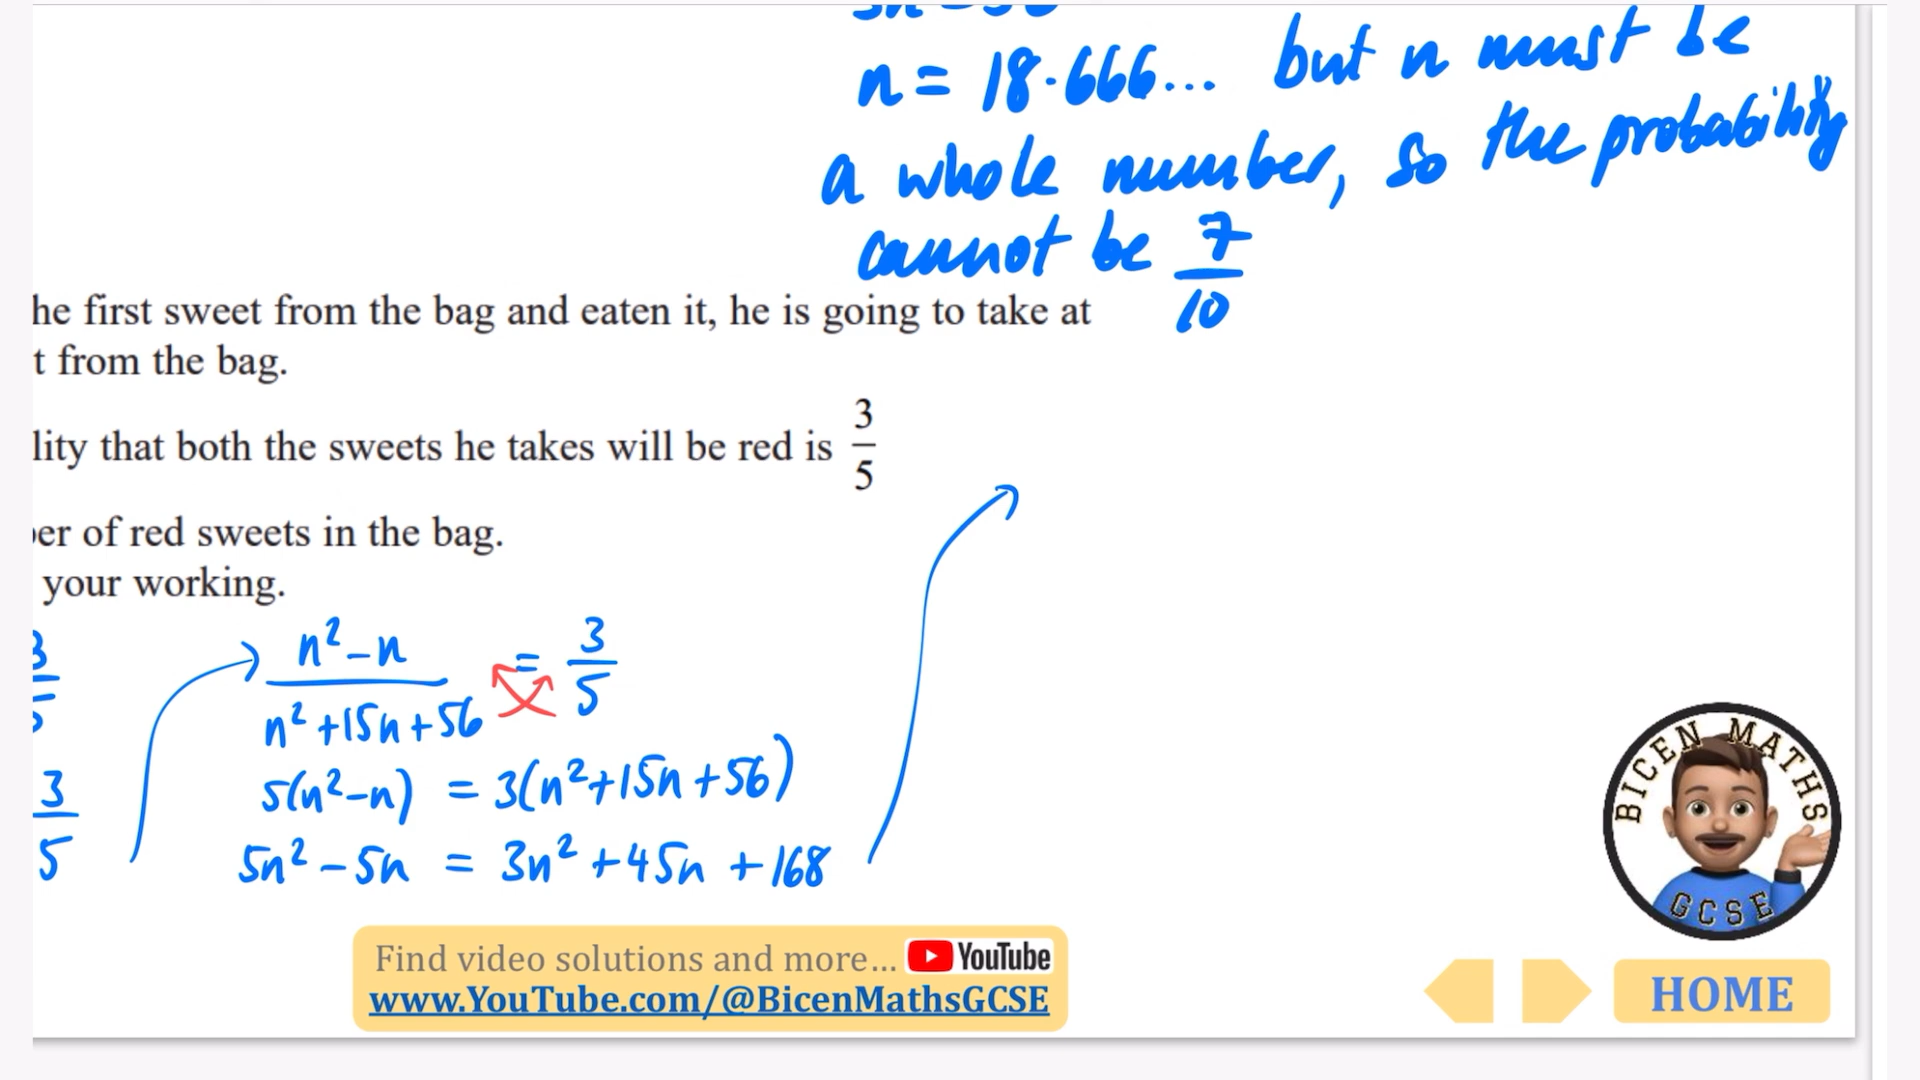 n = 18.666... but n must be
a whole number, so the probability
cannot be 7/10
he first sweet from the bag and eaten it, he is going to take at
t from the bag.
lity that both the sweets he takes will be red is 3/5
er of red sweets in the bag.
your working.
n² - n / n² + 15n + 56 = 3/5
5(n² - n) = 3(n² + 15n + 56)
3/5
5n² - 5n = 3n² + 45n + 168
BICEN MATHS
GCSE
Find video solutions and more... YouTube
www.YouTube.com/@BicenMathsGCSE
HOME